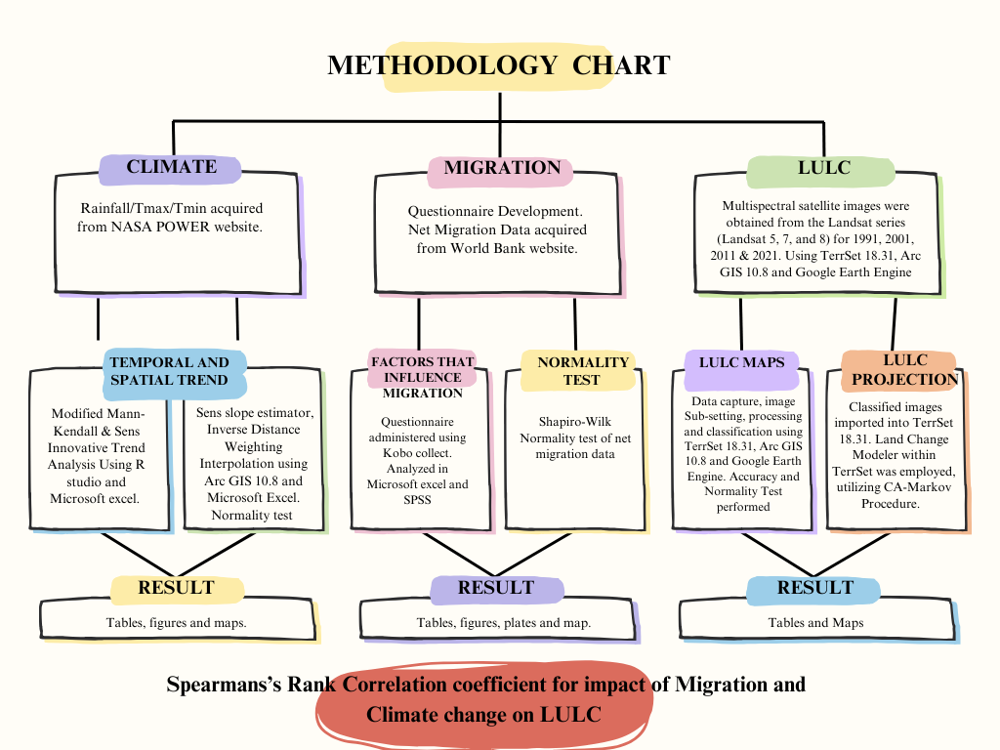 METHODOLOGY CHART
CLIMATE
Rainfall/Tmax/Tmin acquired
from NASA POWER website.
MIGRATION
Questionnaire Development.
Net Migration Data acquired
from World Bank website.
LULC
Multispectral satellite images were
obtained from the Landsat series
(Landsat 5, 7, and 8) for 1991, 2001,
2011 & 2021. Using TerrSet 18.31, Arc
GIS 10.8 and Google Earth Engine
TEMPORAL AND
SPATIAL TREND
Modified Mann-
Kendall & Sens
Innovative Trend
Analysis Using R
studio and
Microsoft excel.
Sens slope estimator,
Inverse Distance
Weighting
Interpolation using
Arc GIS 10.8 and
Microsoft Excel.
Normality test
FACTORS THAT
INFLUENCE
MIGRATION
Questionnaire
administered using
Kobo collect.
Analyzed in
Microsoft excel and
SPSS
NORMALITY
TEST
Shapiro-Wilk
Normality test of net
migration data
LULC MAPS
Data capture, image
Sub-setting, processing
and classification using
TerrSet 18.31, Arc GIS
10.8 and Google Earth
Engine. Accuracy and
Normality Test
performed
LULC
PROJECTION
Classified images
imported into TerrSet
18.31. Land Change
Modeler within
TerrSet was employed,
utilizing CA-Markov
Procedure.
RESULT
Tables, figures and maps.
RESULT
Tables, figures, plates and map.
RESULT
Tables and Maps
Spearmans’s Rank Correlation coefficient for impact of Migration and
Climate change on LULC